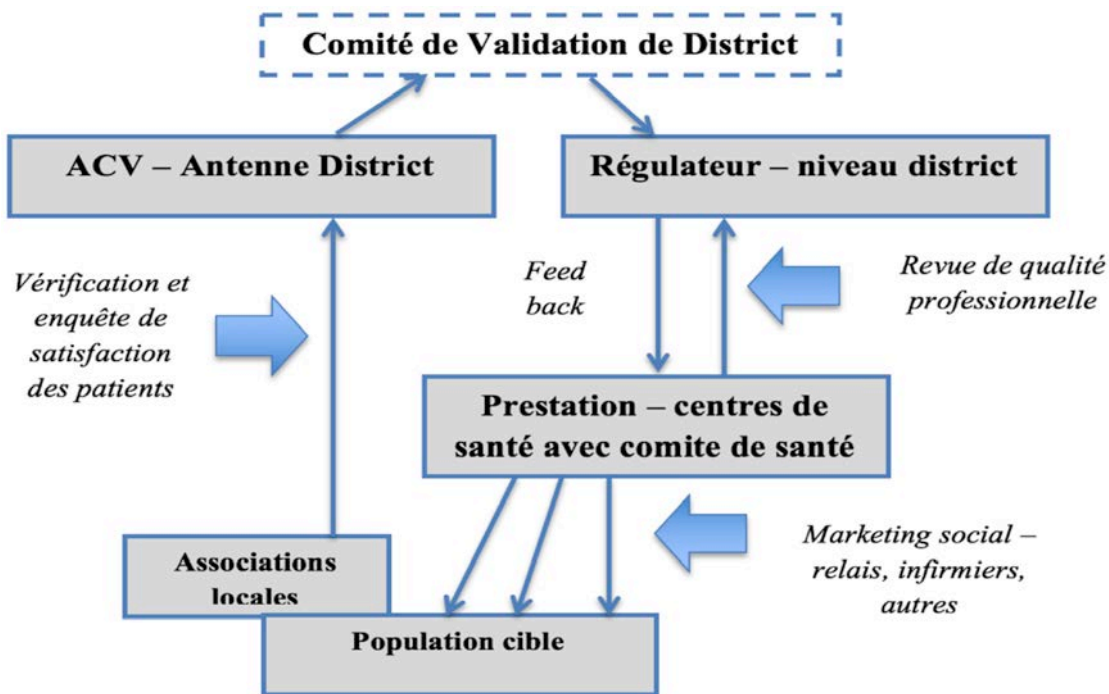 Comité de Validation de District
ACV – Antenne District
Régulateur – niveau district
Vérification et
enquête de
satisfaction
des patients
Feed
back
Revue de qualité
professionnelle
Prestation – centres de
santé avec comite de santé
Marketing social –
relais, infirmiers,
autres
Associations
locales
Population cible